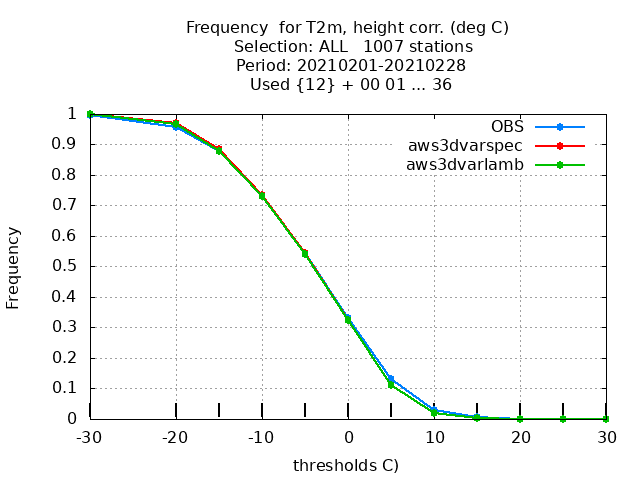 Frequency  for T2m, height corr. (deg C)
Selection: ALL   1007 stations
Period: 20210201-20210228
Used {12} + 00 01 ... 36
OBS
aws3dvarspec
aws3dvarlamb
1
0.9
0.8
0.7
0.6
0.5
0.4
0.3
0.2
0.1
0
Frequency
-30 -20 -10 0 10 20 30
thresholds C)